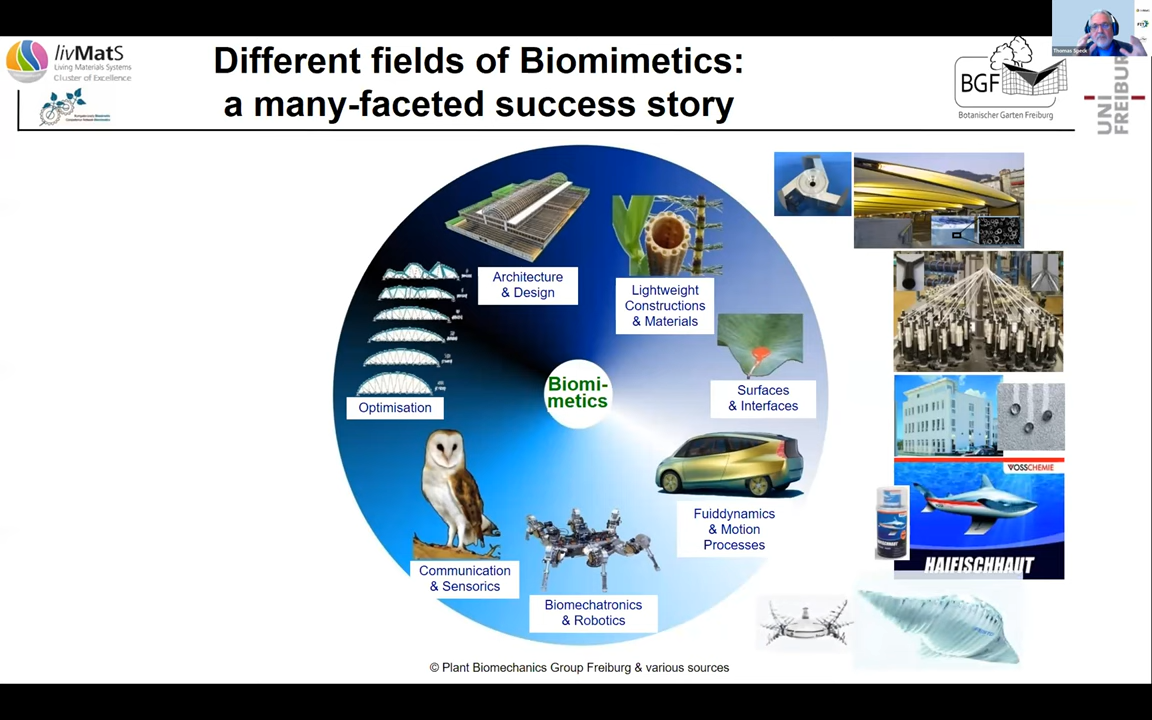 livMatS
Living Materials Systems
Cluster of Excellence
Different fields of Biomimetics:
a many-faceted success story
BGF
Botanischer Garten Freiburg
UNI
FREIBURG
Thomas Speck
Architecture
& Design
Lightweight
Constructions
& Materials
Optimisation
Biomi-
metics
Surfaces
& Interfaces
Fuiddynamics
& Motion
Processes
Communication
& Sensorics
Biomechatronics
& Robotics
VOSSCHEMIE
HAIFISCHHAUT
© Plant Biomechanics Group Freiburg & various sources